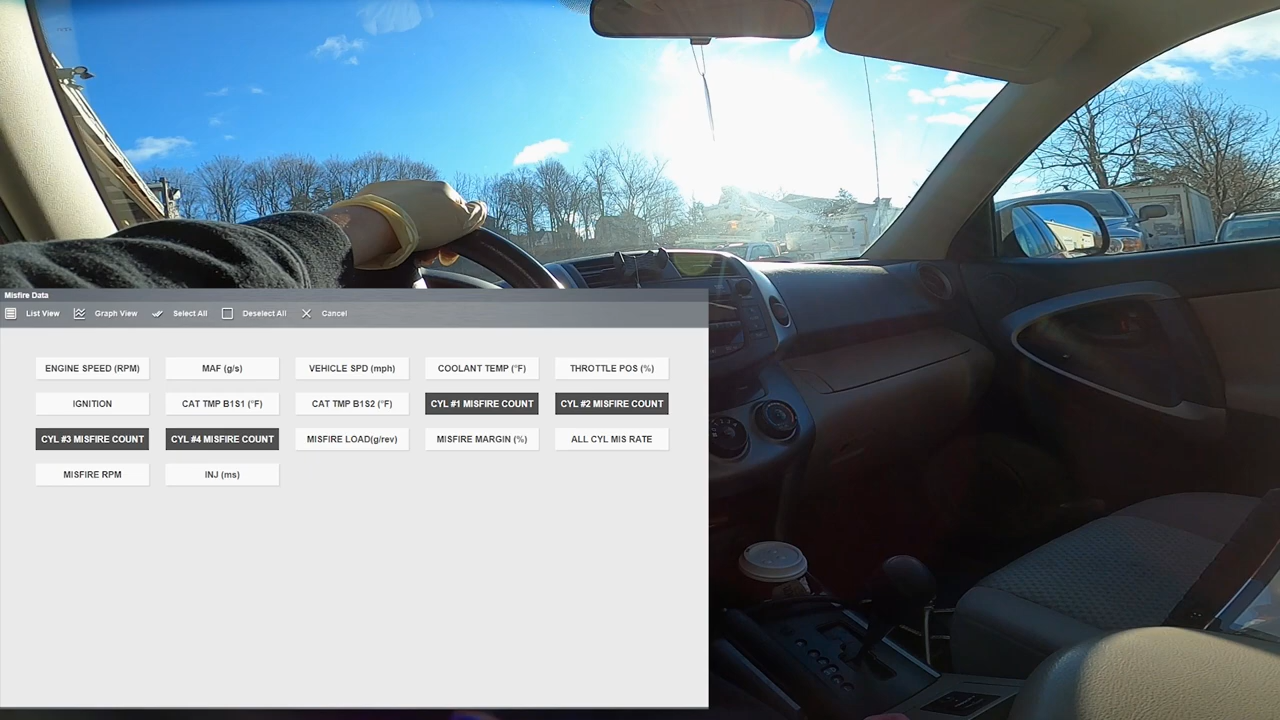 Misfire Data
List View Graph View Select All Deselect All Cancel
ENGINE SPEED (RPM) MAF (g/s) VEHICLE SPD (mph) COOLANT TEMP (°F) THROTTLE POS (%)
IGNITION CAT TMP B1S1 (°F) CAT TMP B1S2 (°F) CYL #1 MISFIRE COUNT CYL #2 MISFIRE COUNT
CYL #3 MISFIRE COUNT CYL #4 MISFIRE COUNT MISFIRE LOAD(g/rev) MISFIRE MARGIN (%) ALL CYL MIS RATE
MISFIRE RPM INJ (ms)